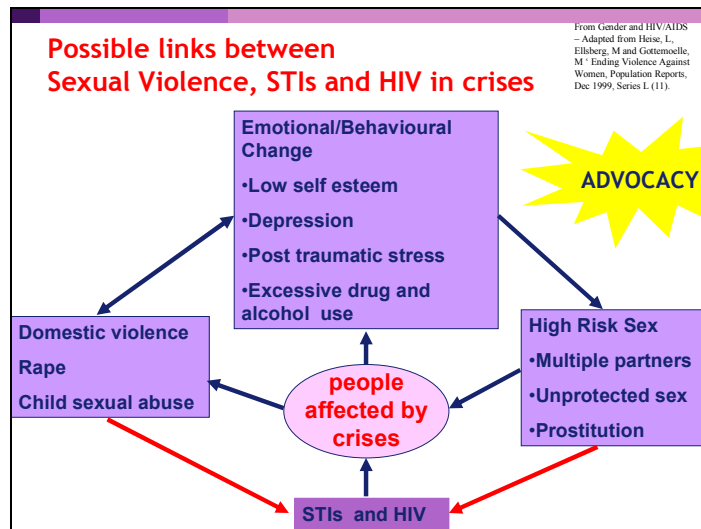 Possible links between
Sexual Violence, STIs and HIV in crises
From Gender and HIV/AIDS
– Adapted from Heise, L,
Ellsberg, M and Gottemoelle,
M ‘ Ending Violence Against
Women, Population Reports,
Dec 1999, Series L (11).
Emotional/Behavioural
Change
•Low self esteem
•Depression
•Post traumatic stress
•Excessive drug and
alcohol use
ADVOCACY
Domestic violence
Rape
Child sexual abuse
people
affected by
crises
High Risk Sex
•Multiple partners
•Unprotected sex
•Prostitution
STIs and HIV